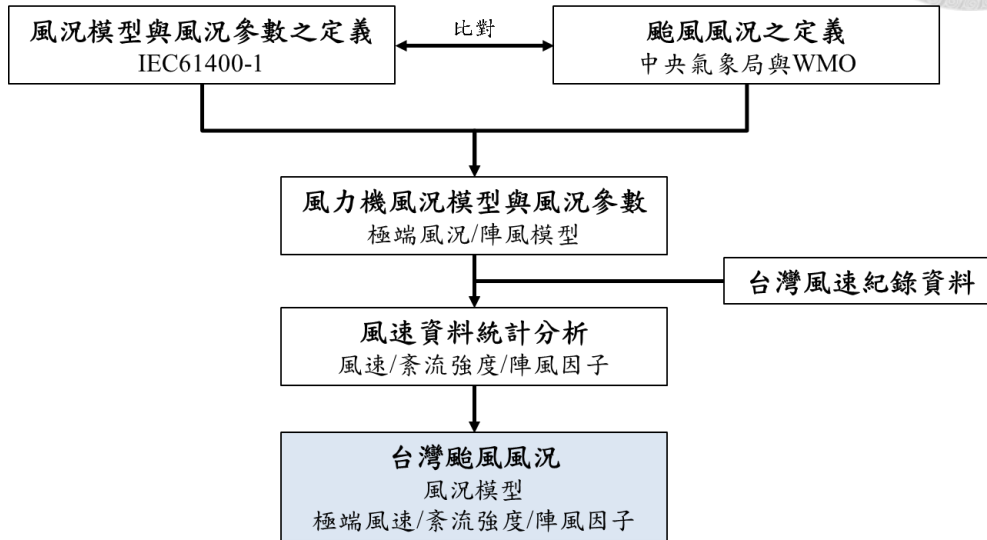 風況模型與風況參數之定義
IEC61400-1
比對
颱風風況之定義
中央氣象局與WMO
風力機風況模型與風況參數
極端風況/陣風模型
台灣風速紀錄資料
風速資料統計分析
風速/紊流強度/陣風因子
台灣颱風風況
風況模型
極端風速/紊流強度/陣風因子